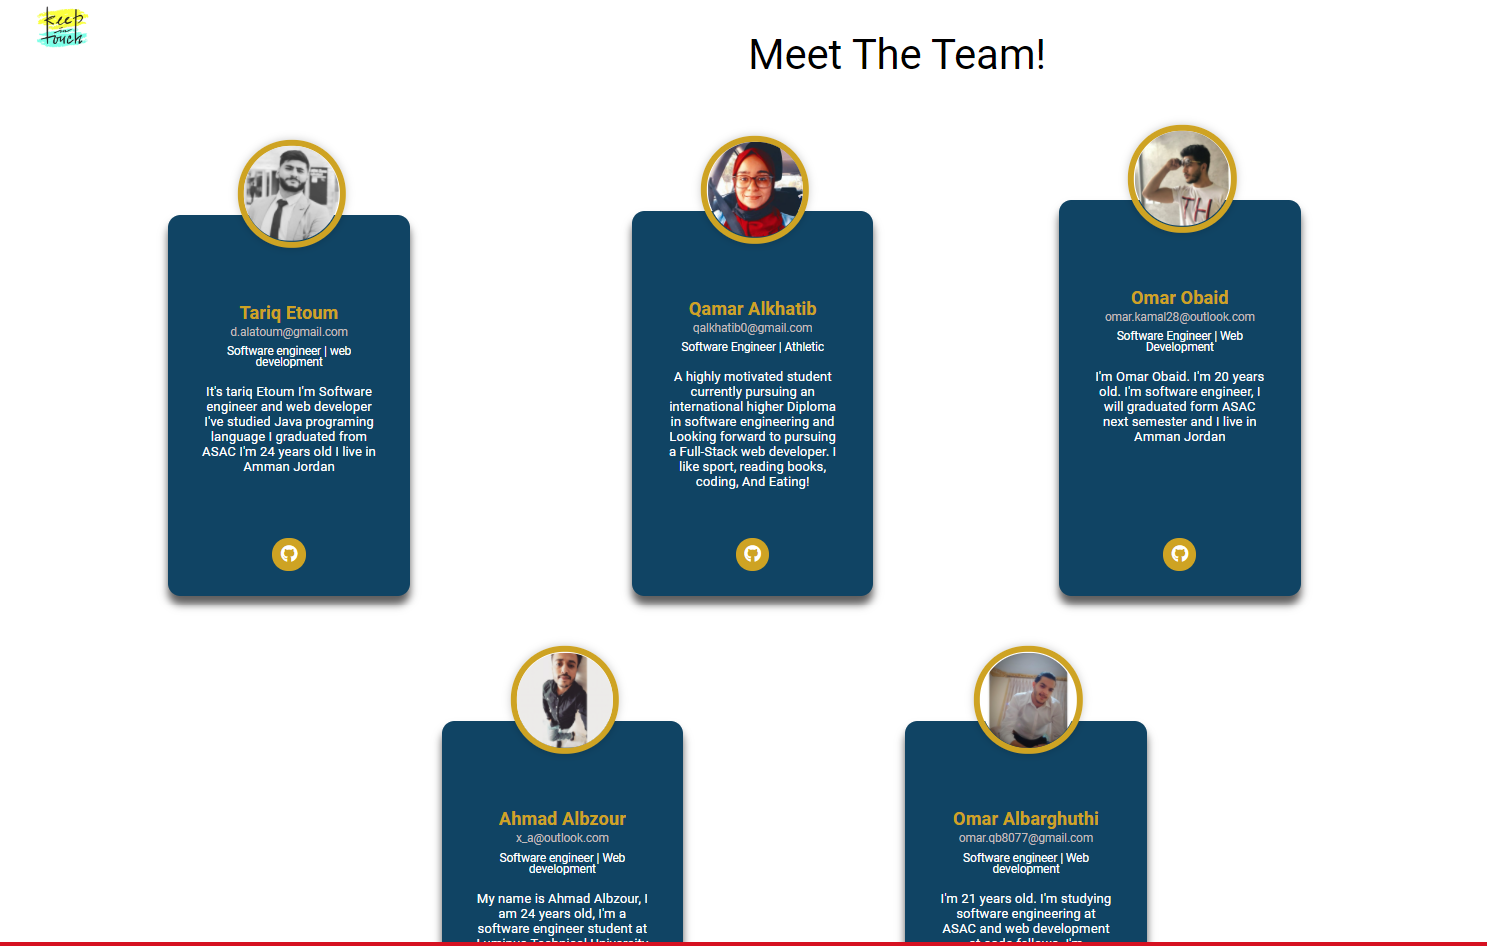 keep
in
touch
Meet The Team!
Tariq Etoum
d.alatoum@gmail.com
Software engineer | web
development
It's tariq Etoum I'm Software
engineer and web developer
I've studied Java programing
language I graduated from
ASAC I'm 24 years old I live in
Amman Jordan
Qamar Alkhatib
qalkhatib0@gmail.com
Software Engineer | Athletic
A highly motivated student
currently pursuing an
international higher Diploma
in software engineering and
Looking forward to pursuing
a Full-Stack web developer. I
like sport, reading books,
coding, And Eating!
TH
Omar Obaid
omar.kamal28@outlook.com
Software Engineer | Web
Development
I'm Omar Obaid. I'm 20 years
old. I'm software engineer, I
will graduated form ASAC
next semester and I live in
Amman Jordan
Ahmad Albzour
x_a@outlook.com
Software engineer | Web
development
My name is Ahmad Albzour, I
am 24 years old, I'm a
software engineer student at
Luminus Technical University
Omar Albarghuthi
omar.qb8077@gmail.com
Software engineer | Web
development
I'm 21 years old. I'm studying
software engineering at
ASAC and web development
at code fellows. I'm